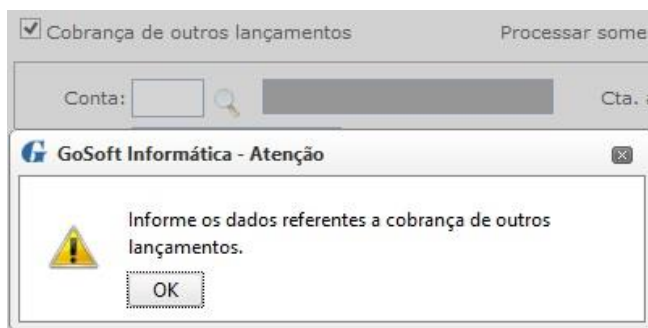 Cobrança de outros lançamentos Processar some
Conta: Cta.
GoSoft Informática - Atenção
Informe os dados referentes a cobrança de outros
lançamentos.
OK